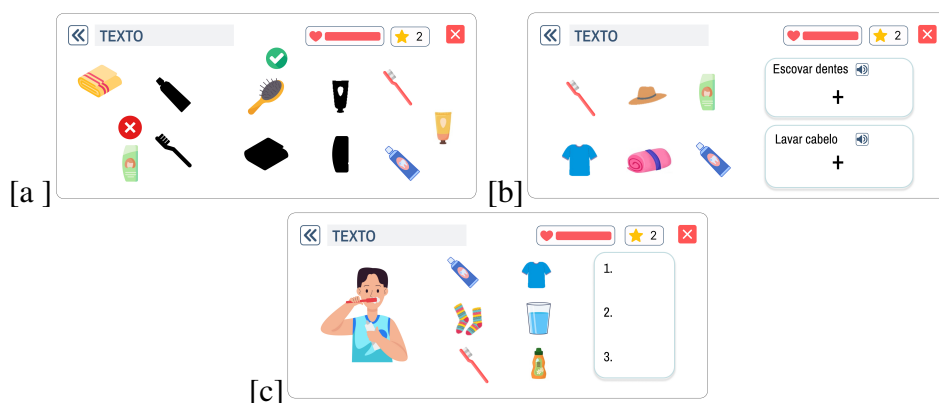 TEXTO 2
TEXTO 2
Escovar dentes
+
Lavar cabelo
+
[a ] [b]
TEXTO 2
1.
2.
3.
[c]